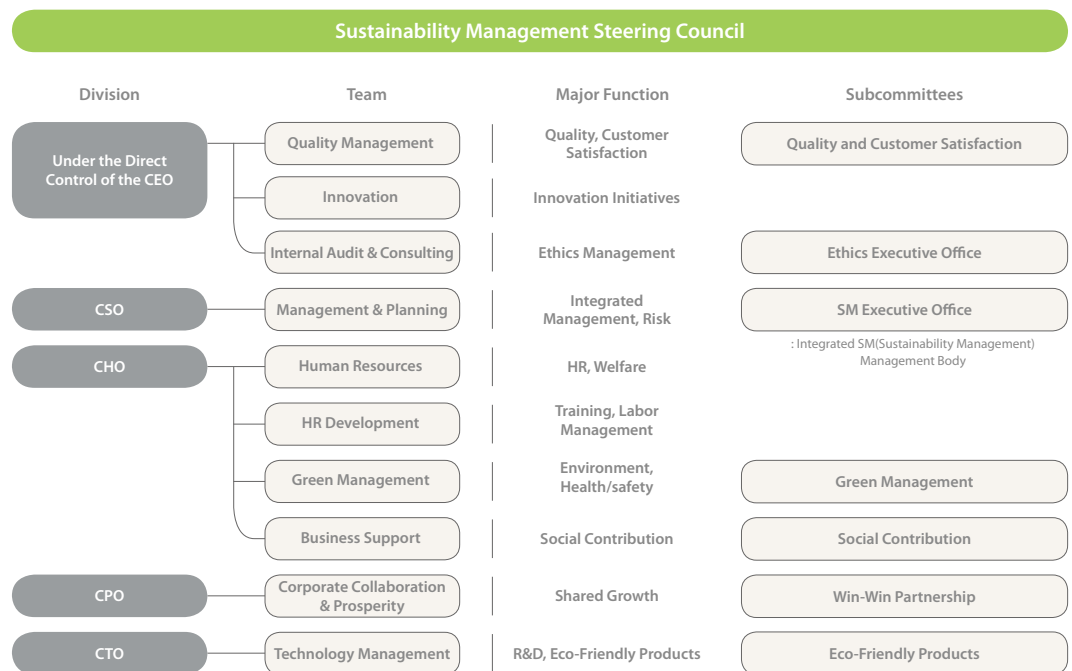 Sustainability Management Steering Council
Division Team Major Function Subcommittees
Under the Direct
Control of the CEO
Quality Management
Quality, Customer
Satisfaction
Quality and Customer Satisfaction
Innovation
Innovation Initiatives
Internal Audit & Consulting
Ethics Management
Ethics Executive Office
CSO
Management & Planning
Integrated
Management, Risk
SM Executive Office
: Integrated SM(Sustainability Management)
Management Body
CHO
Human Resources
HR, Welfare
HR Development
Training, Labor
Management
Green Management
Environment,
Health/safety
Green Management
Business Support
Social Contribution
Social Contribution
CPO
Corporate Collaboration
& Prosperity
Shared Growth
Win-Win Partnership
CTO
Technology Management
R&D, Eco-Friendly Products
Eco-Friendly Products